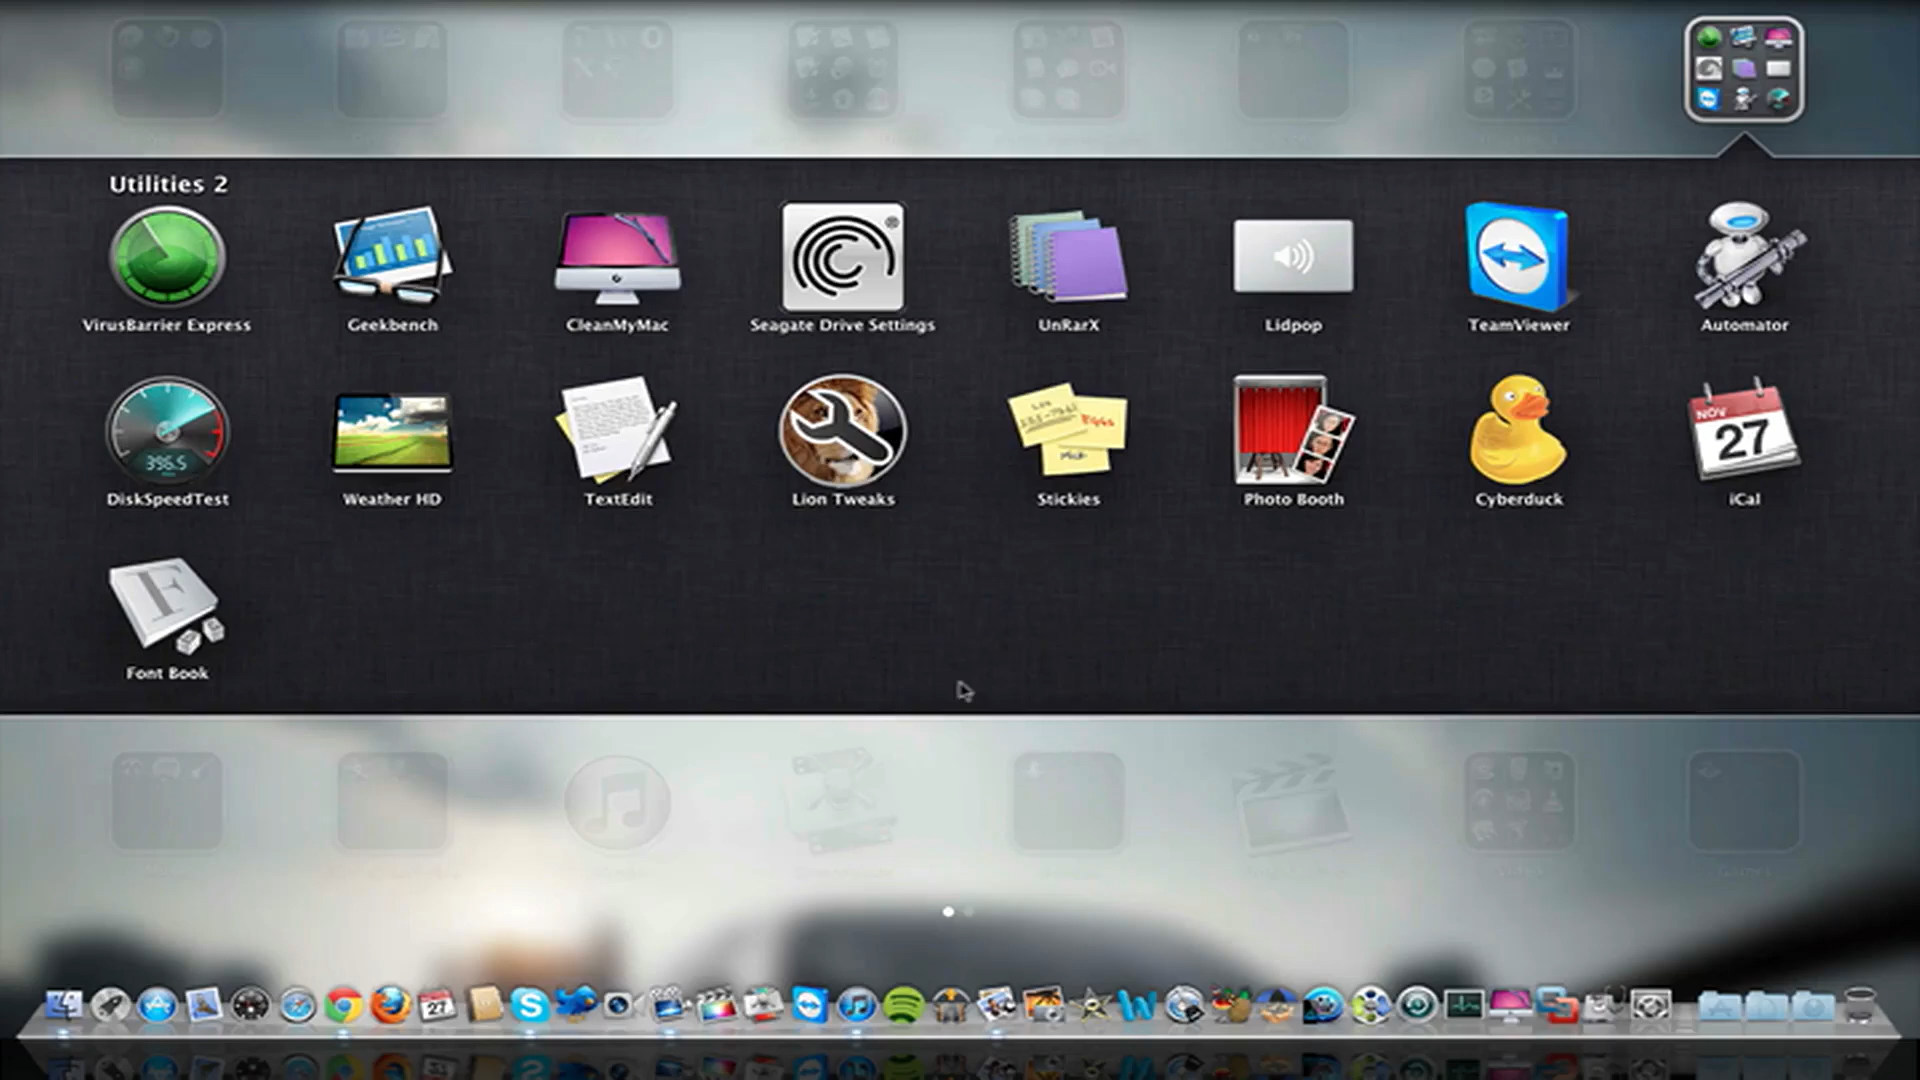 Utilities 2
VirusBarrier Express
Geekbench
CleanMyMac
Seagate Drive Settings
UnRarX
Lidpop
TeamViewer
Automator
396.5
NOV
27
DiskSpeedTest
Weather HD
TextEdit
Lion Tweaks
Stickies
Photo Booth
Cyberduck
iCal
F
Font Book
27